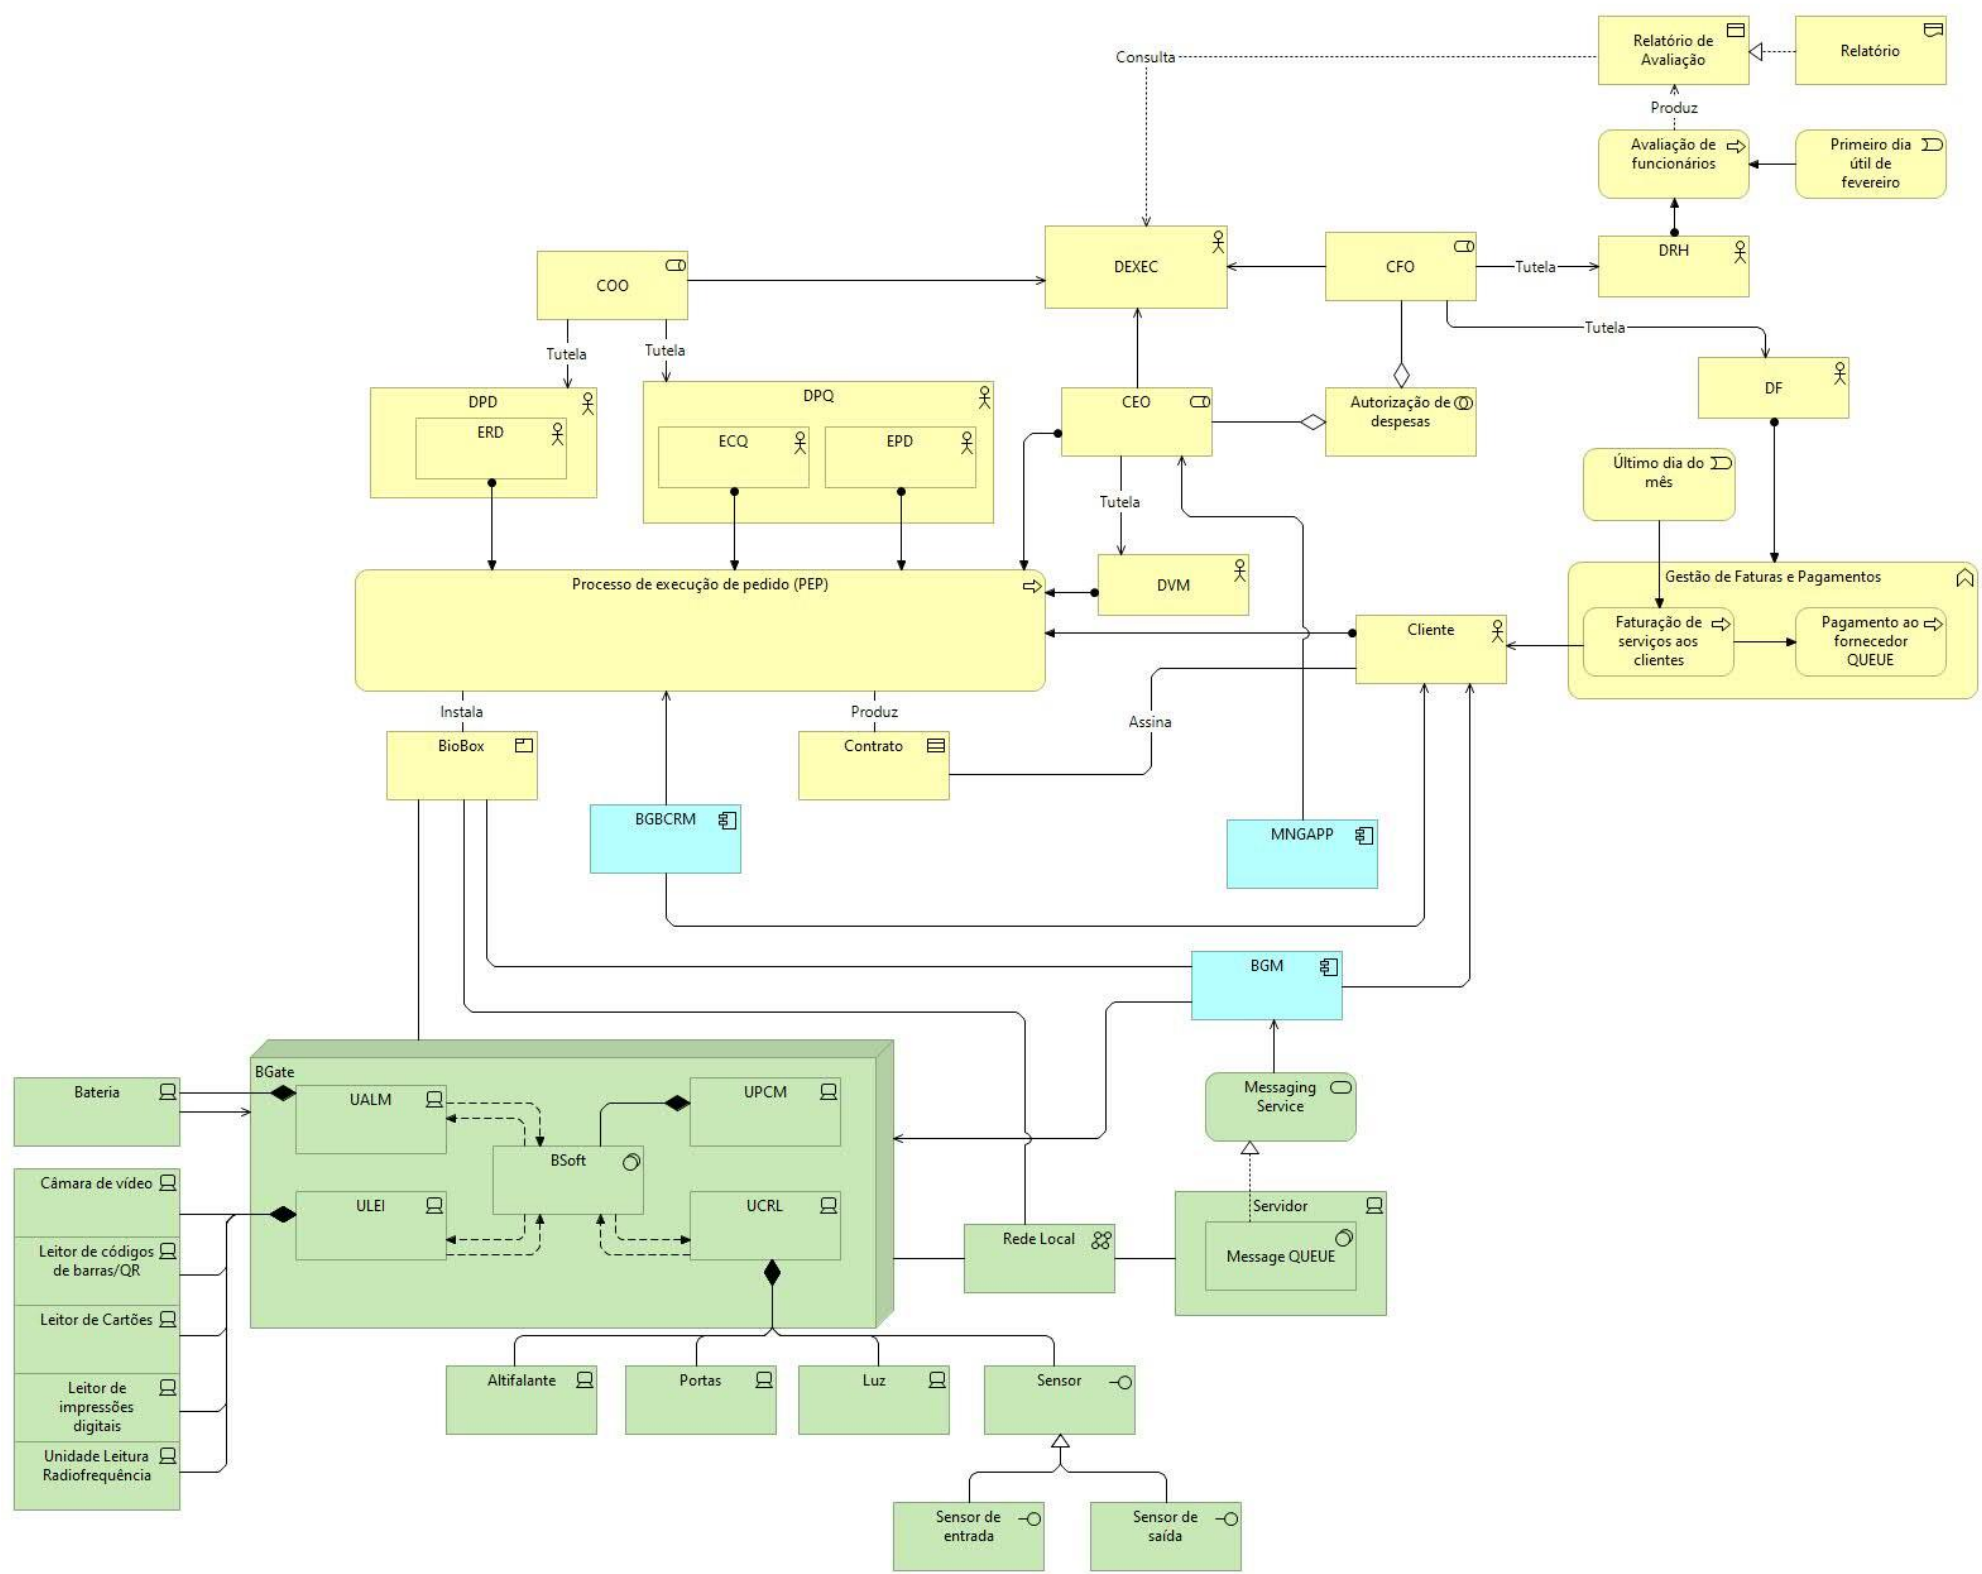 Relatório de
Avaliação
Relatório
Consulta
Produz
Avaliação de
funcionários
Primeiro dia
útil de
fevereiro
COO
DEXEC
CFO
Tutela
DRH
Tutela
Tutela
Tutela
DF
DPD
ERD
DPQ
ECQ
EPD
CEO
Autorização de
despesas
Tutela
Último dia do
mês
DVM
Processo de execução de pedido (PEP)
Gestão de Faturas e Pagamentos
Faturação de
serviços aos
clientes
Pagamento ao
fornecedor
QUEUE
Cliente
Instala
Produz
Assina
BioBox
Contrato
BGBCRM
MNGAPP
BGM
BGate
Bateria
UALM
UPCM
Messaging
Service
BSoft
Câmara de vídeo
ULEI
UCRL
Servidor
Message QUEUE
Rede Local
Leitor de códigos
de barras/QR
Leitor de Cartões
Leitor de
impressões
digitais
Unidade Leitura
Radiofrequência
Altifalante
Portas
Luz
Sensor
Sensor de
entrada
Sensor de
saída